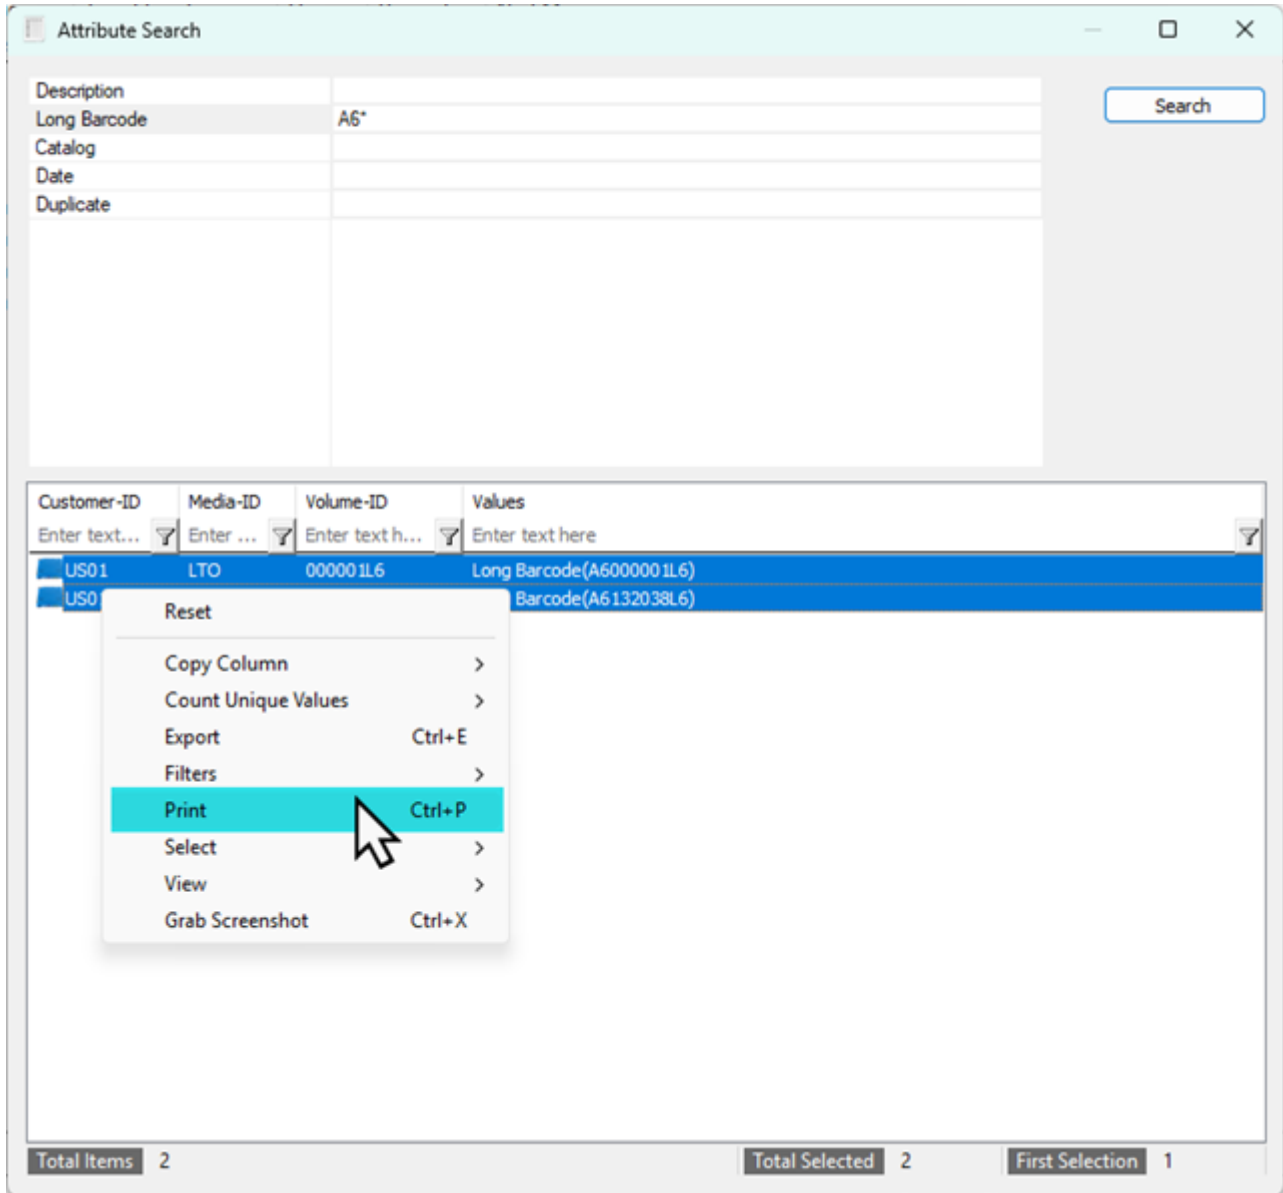 Attribute Search
Description
Long Barcode A6*
Search
Catalog
Date
Duplicate
Customer-ID Media-ID Volume-ID Values
Enter text... Enter ... Enter text h... Enter text here
US01 LTO 000001L6 Long Barcode(A6000001L6)
US0 Barcode(A6132038L6)
Reset
Copy Column
Count Unique Values
Export Ctrl+E
Filters
Print Ctrl+P
Select
View
Grab Screenshot Ctrl+X
Total Items 2 Total Selected 2 First Selection 1